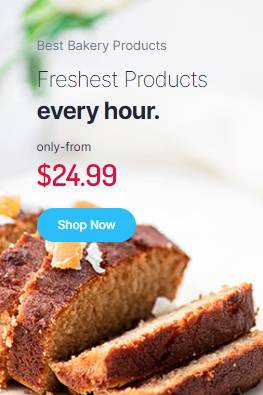 Best Bakery Products
Freshest Products
every hour.
only-from
$24.99
Shop Now